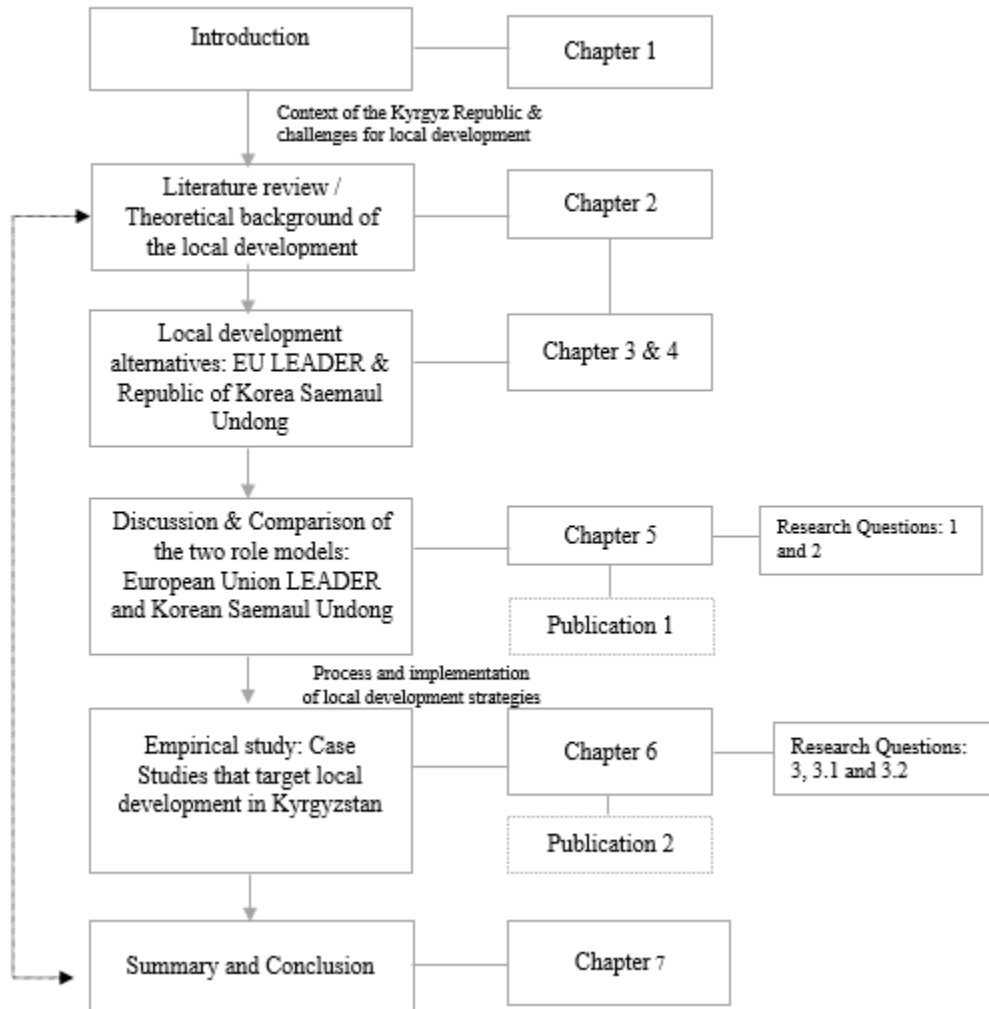 Introduction
Chapter 1
Context of the Kyrgyz Republic &
challenges for local development
Literature review /
Theoretical background of
the local development
Chapter 2
Local development
alternatives: EU LEADER &
Republic of Korea Saemaul
Undong
Chapter 3 & 4
Discussion & Comparison of
the two role models:
European Union LEADER
and Korean Saemaul Undong
Chapter 5
Research Questions: 1
and 2
Publication 1
Process and implementation
of local development strategies
Empirical study: Case
Studies that target local
development in Kyrgyzstan
Chapter 6
Research Questions:
3, 3.1 and 3.2
Publication 2
Summary and Conclusion
Chapter 7